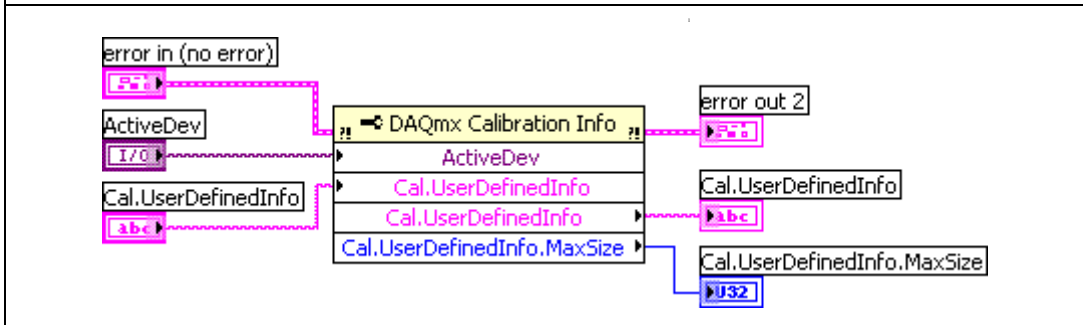 error in (no error)
ActiveDev
I/O
Cal.UserDefinedInfo
abc
?! DAQmx Calibration Info ?!
ActiveDev
Cal.UserDefinedInfo
Cal.UserDefinedInfo
Cal.UserDefinedInfo.MaxSize
error out 2
Cal.UserDefinedInfo
abc
Cal.UserDefinedInfo.MaxSize
U32